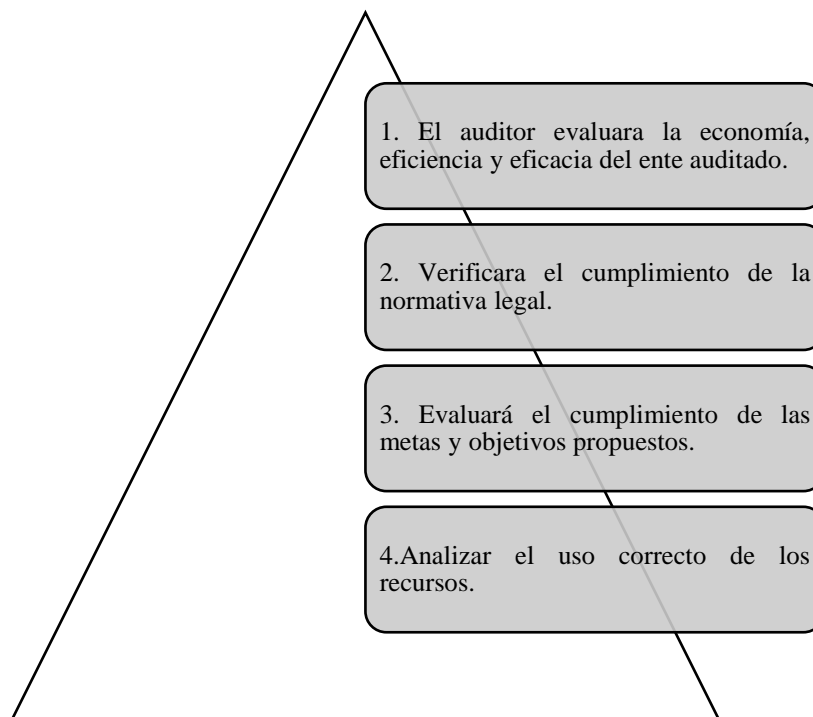 1. El auditor evaluara la economía,
eficiencia y eficacia del ente auditado.
2. Verificara el cumplimiento de la
normativa legal.
3. Evaluará el cumplimiento de las
metas y objetivos propuestos.
4.Analizar el uso correcto de los
recursos.